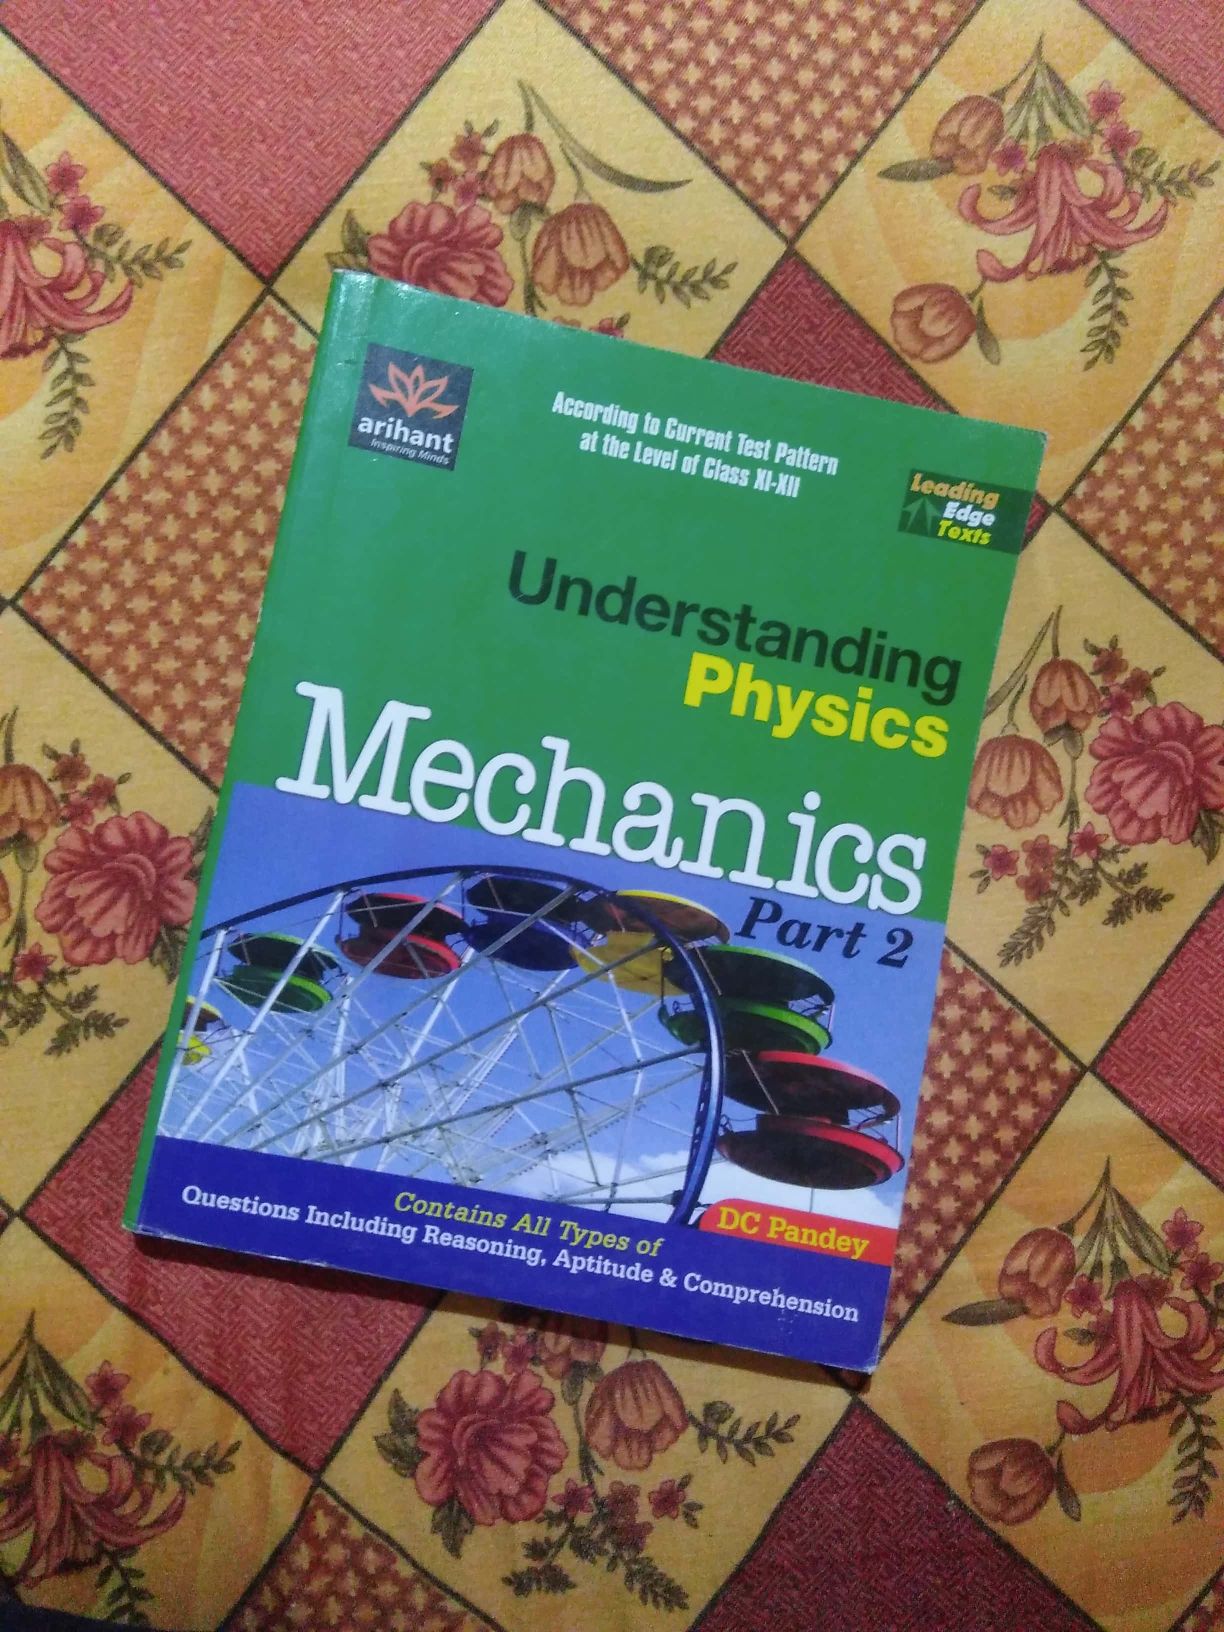 arihant
Inspiring Minds
According to Current Test Pattern
at the Level of Class XI-XII
Leading
Edge
Texts
Understanding
Physics
Mechanics
Part 2
DC Pandey
Contains All Types of
Questions Including Reasoning, Aptitude & Comprehension